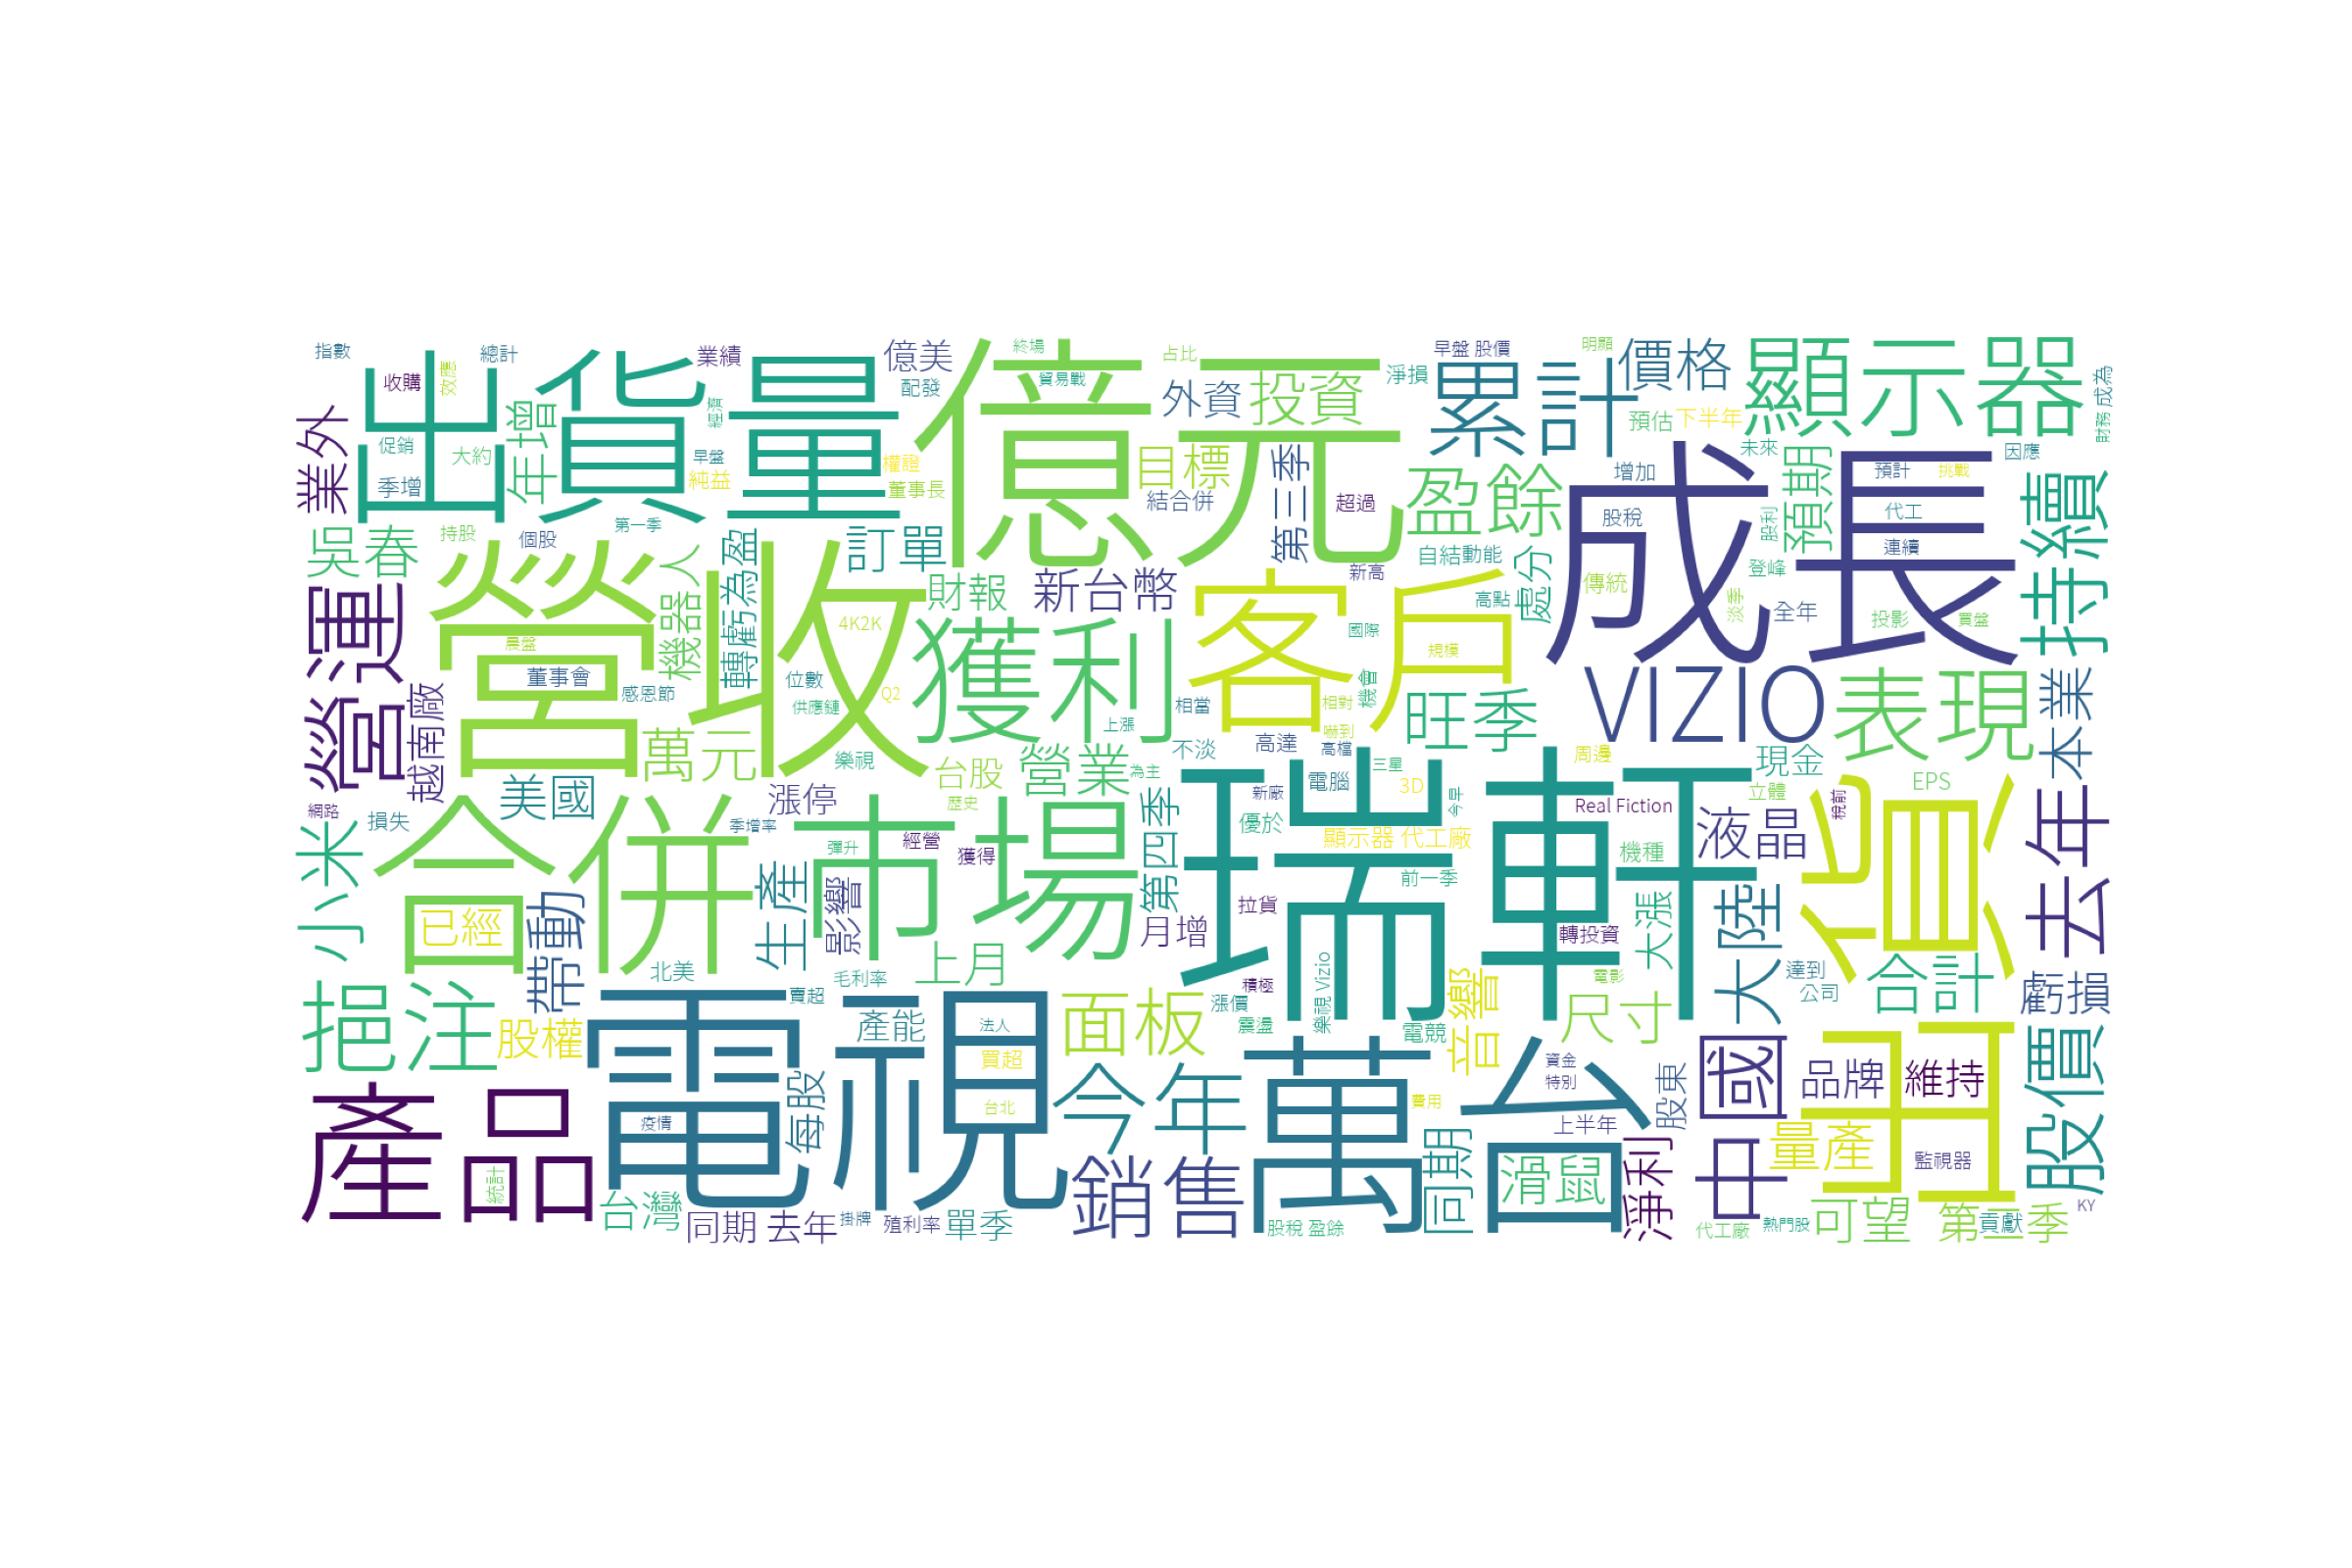 指數
總計
收購
效應
業績
億美
配發
終場
貿易戰
占比
早盤 股價
淨損
明顯
價格
顯示器
成為
財務
業外
促銷
季增
大約
年增
出貨量
經濟
早盤
純益
權證
董事長
億元
外資
投資
目標
結合併
第三季
超過
盈餘
累計
預估
下半年
增加
股稅
成長
未來
預期
股利
預計
挑戰
代工
連續
因應
持續
吳春
持股
個股
第一季
訂單
財報
新台幣
自結
動能
新高
高點
處分
傳統
淡季
登峰
全年
投影
買盤
營運
越南廠
營收
晨盤
董事會
感恩節
機器人
轉虧為盈
4K2K
位數
Q2
供應鏈
樂視
獲利
上漲
相當
客戶
國際
機會
規模
相對
嚇到
旺季
VIZIO
表現
本業
萬元
台股
營業
為主
不淡
高達
高檔
周邊
現金
EPS
美國
漲停
歷史
季增率
新廠
電腦
三星
3D
今早
Real Fiction
立體
稅前
網路
損失
小米
合併
已經
帶動
北美
生產
影響
彈升
經營
獲得
市場
第四季
優於
月增
瑞軒
顯示器 代工廠
前一季
拉貨
機種
液晶
轉投資
大漲
大陸
達到
公司
償
去年
合計
虧損
挹注
股權
賣超
毛利率
上月
產能
面板
積極
漲價
震盪
樂視 Vizio
音響
電競
電影
尺寸
產品
統計
電視
疫情
每股
法人
買超
台北
今年
萬台
費用
資金
特別
上半年
滑鼠
同期
股東
淨利
中國
品牌
維持
量產
監視器
股價
台灣
同期 去年
掛牌
殖利率
單季
銷售
股稅 盈餘
代工廠
熱門股
可望
第二季
貢獻
KY